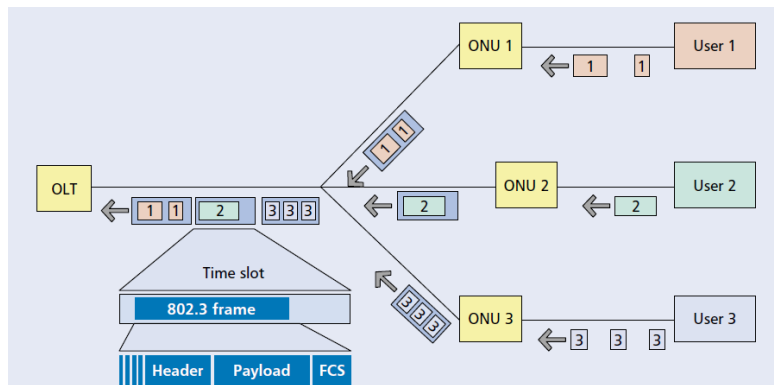 ONU 1
User 1
1
1
1
1
OLT
1 1 2 3 3 3
2
ONU 2
2
User 2
Time slot
802.3 frame
3 3 3
ONU 3
3 3 3
User 3
Header Payload FCS